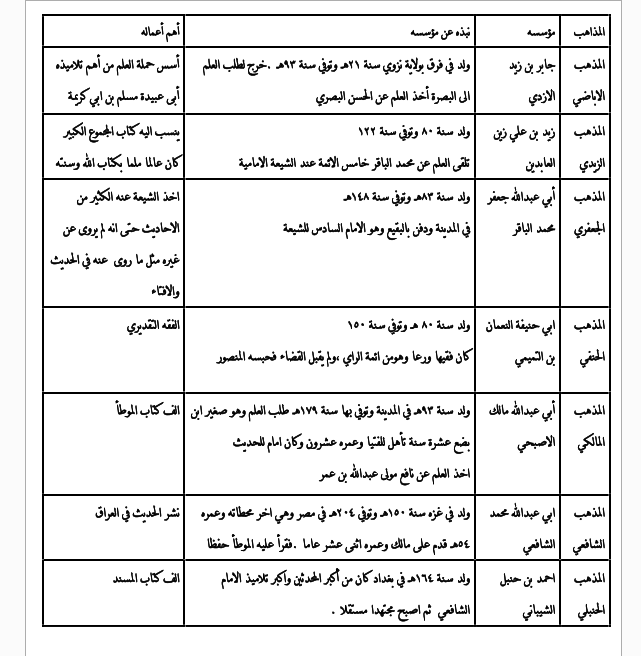 المذاهب مؤسسه نبذه عن مؤسسه أهم أعماله
المذهب الاباضي
جابر بن زيد الازدي
ولد في فرق بولاية نزوي سنة ٢١هـ وتوفي سنة ٩٣هـ .خرج لطلب العلم
الى البصرة أخذ العلم عن الحسن البصري
أسس حملة العلم من أهم تلاميذه
أبى عبيدة مسلم بن ابي كريمة
المذهب الزيدي
زيد بن علي زين العابدين
ولد سنة ٨٠ وتوفي سنة ١٢٢
تلقى العلم عن محمد الباقر خامس الائمة عند الشيعة الامامية
ينسب اليه كتاب المجموع الكبير
كان عالما ملما بكتاب الله وسنته
المذهب الجعفري
أبي عبدالله جعفر محمد الباقر
ولد سنة ٨٣هـ وتوفي سنة ١٤٨هـ
في المدينة ودفن بالبقيع وهو الامام السادس للشيعة
اخذ الشيعة عنه الكثير من
الاحاديث حتى انه لم يروى عن
غيره مثل ما روى عنه في الحديث
والافتاء
المذهب الحنفي
ابي حنيفة النعمان بن التميمي
ولد سنة ٨٠ هـ وتوفي سنة ١٥٠
كان فقيها ورعا وهومن ائمة الراي ،ولم يقبل القضاء فحبسه المنصور
الفقه التقديري
المذهب المالكي
أبي عبدالله مالك الاصبحي
ولد سنة ٩٣هـ في المدينة وتوفي بها سنة ١٧٩هـ طلب العلم وهو صغير ابن
بضع عشرة سنة تأهل للفتيا وعمره عشرون وكان امام للحديث
اخذ العلم عن نافع مولى عبدالله بن عمر
الف كتاب الموطأ
المذهب الشافعي
ابي عبدالله محمد الشافعي
ولد في غزه سنة ١٥٠هـ وتوفي ٢٠٤هـ في مصر وهي اخر محطاته وعمره
٥٤هـ قدم على مالك وعمره اثنى عشر عاما .فقرأ عليه الموطأ حفظا
نشر الحديث في العراق
المذهب الحنبلي
احمد بن حنبل الشيباني
ولد سنة ١٦٤هـ في بغداد كان من أكبر المحدثين واكبر تلاميذ الامام
الشافعي ثم اصبح مجتهدا مستقلا .
الف كتاب المسند